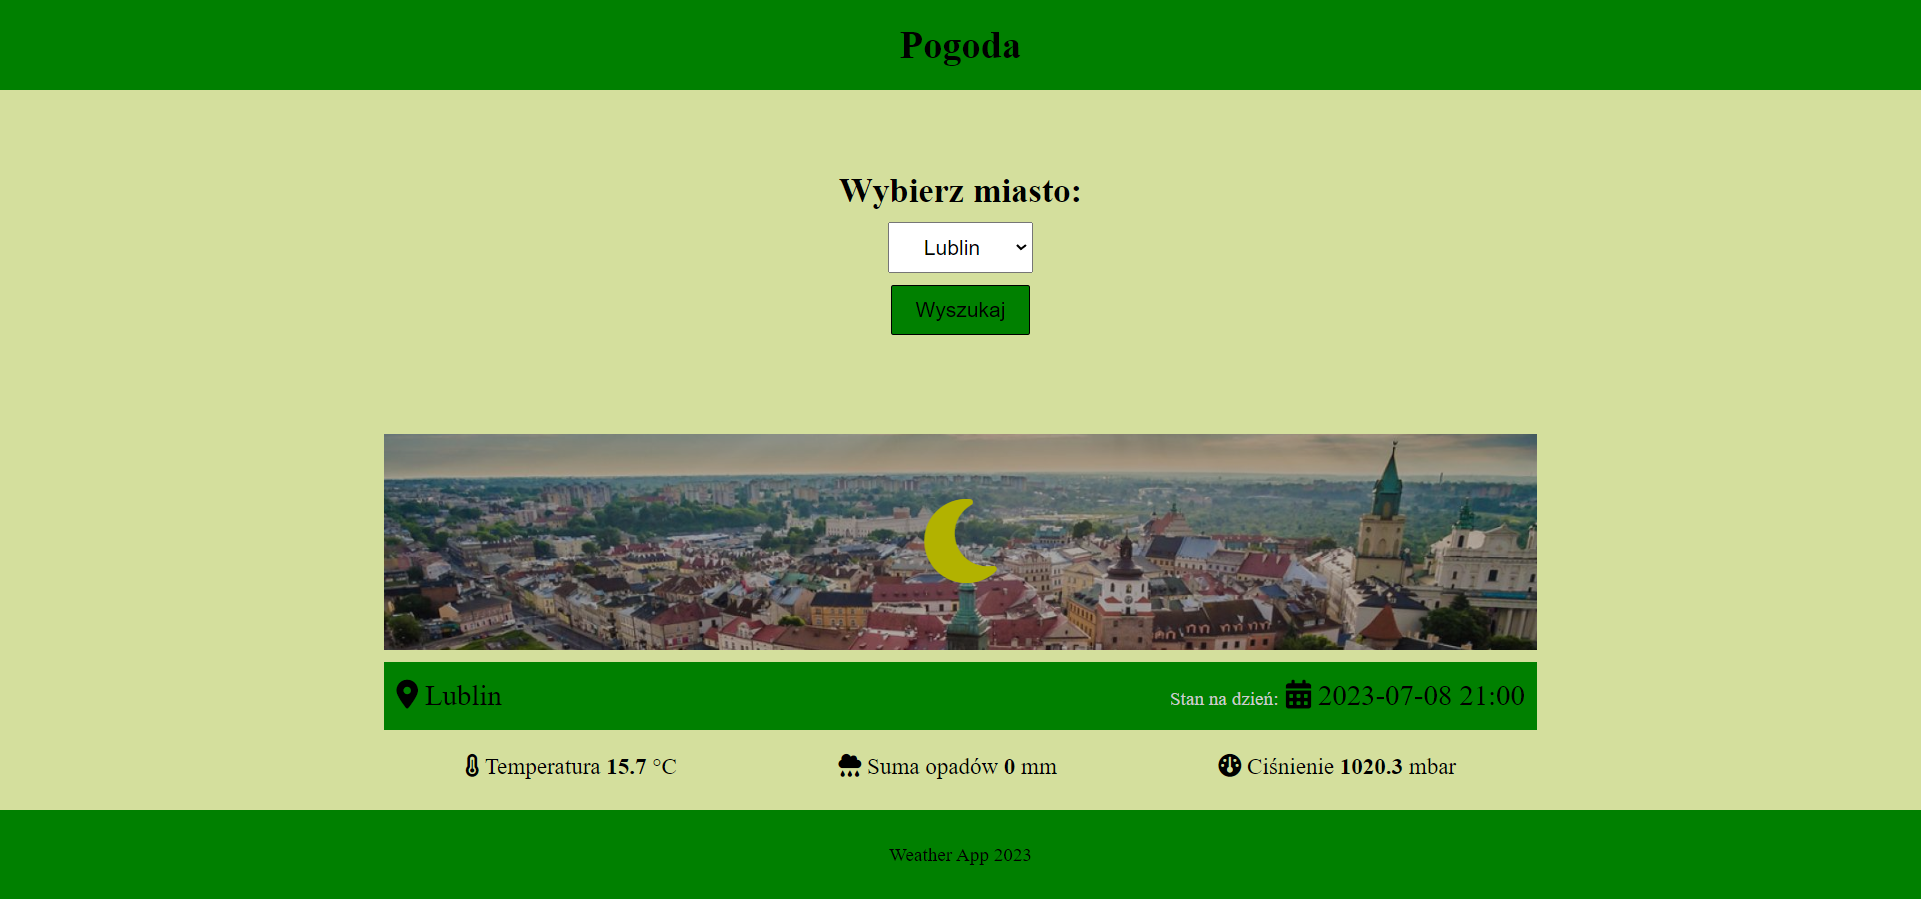 Pogoda
Wybierz miasto:
Lublin
Wyszukaj
Lublin Stan na dzień: 2023-07-08 21:00
Temperatura 15.7 °C Suma opadów 0 mm Ciśnienie 1020.3 mbar
Weather App 2023